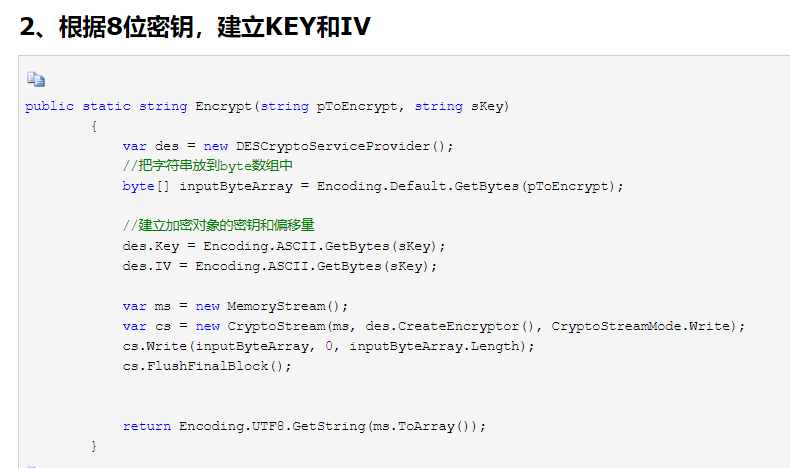 2、根据8位密钥，建立KEY和IV
public static string Encrypt(string pToEncrypt, string sKey)
{
var des = new DESCryptoServiceProvider();
//把字符串放到byte数组中
byte[] inputByteArray = Encoding.Default.GetBytes(pToEncrypt);
//建立加密对象的密钥和偏移量
des.Key = Encoding.ASCII.GetBytes(sKey);
des.IV = Encoding.ASCII.GetBytes(sKey);
var ms = new MemoryStream();
var cs = new CryptoStream(ms, des.CreateEncryptor(), CryptoStreamMode.Write);
cs.Write(inputByteArray, 0, inputByteArray.Length);
cs.FlushFinalBlock();
return Encoding.UTF8.GetString(ms.ToArray());
}